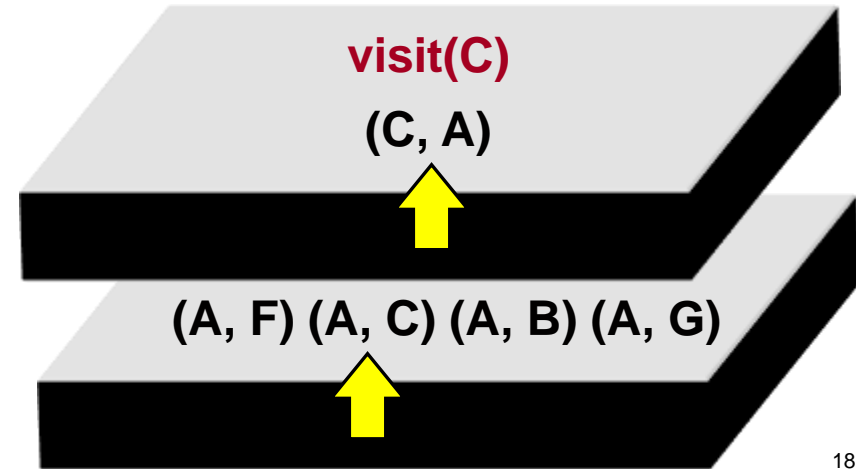 visit(C)
(C, A)
(A, F) (A, C) (A, B) (A, G)
18